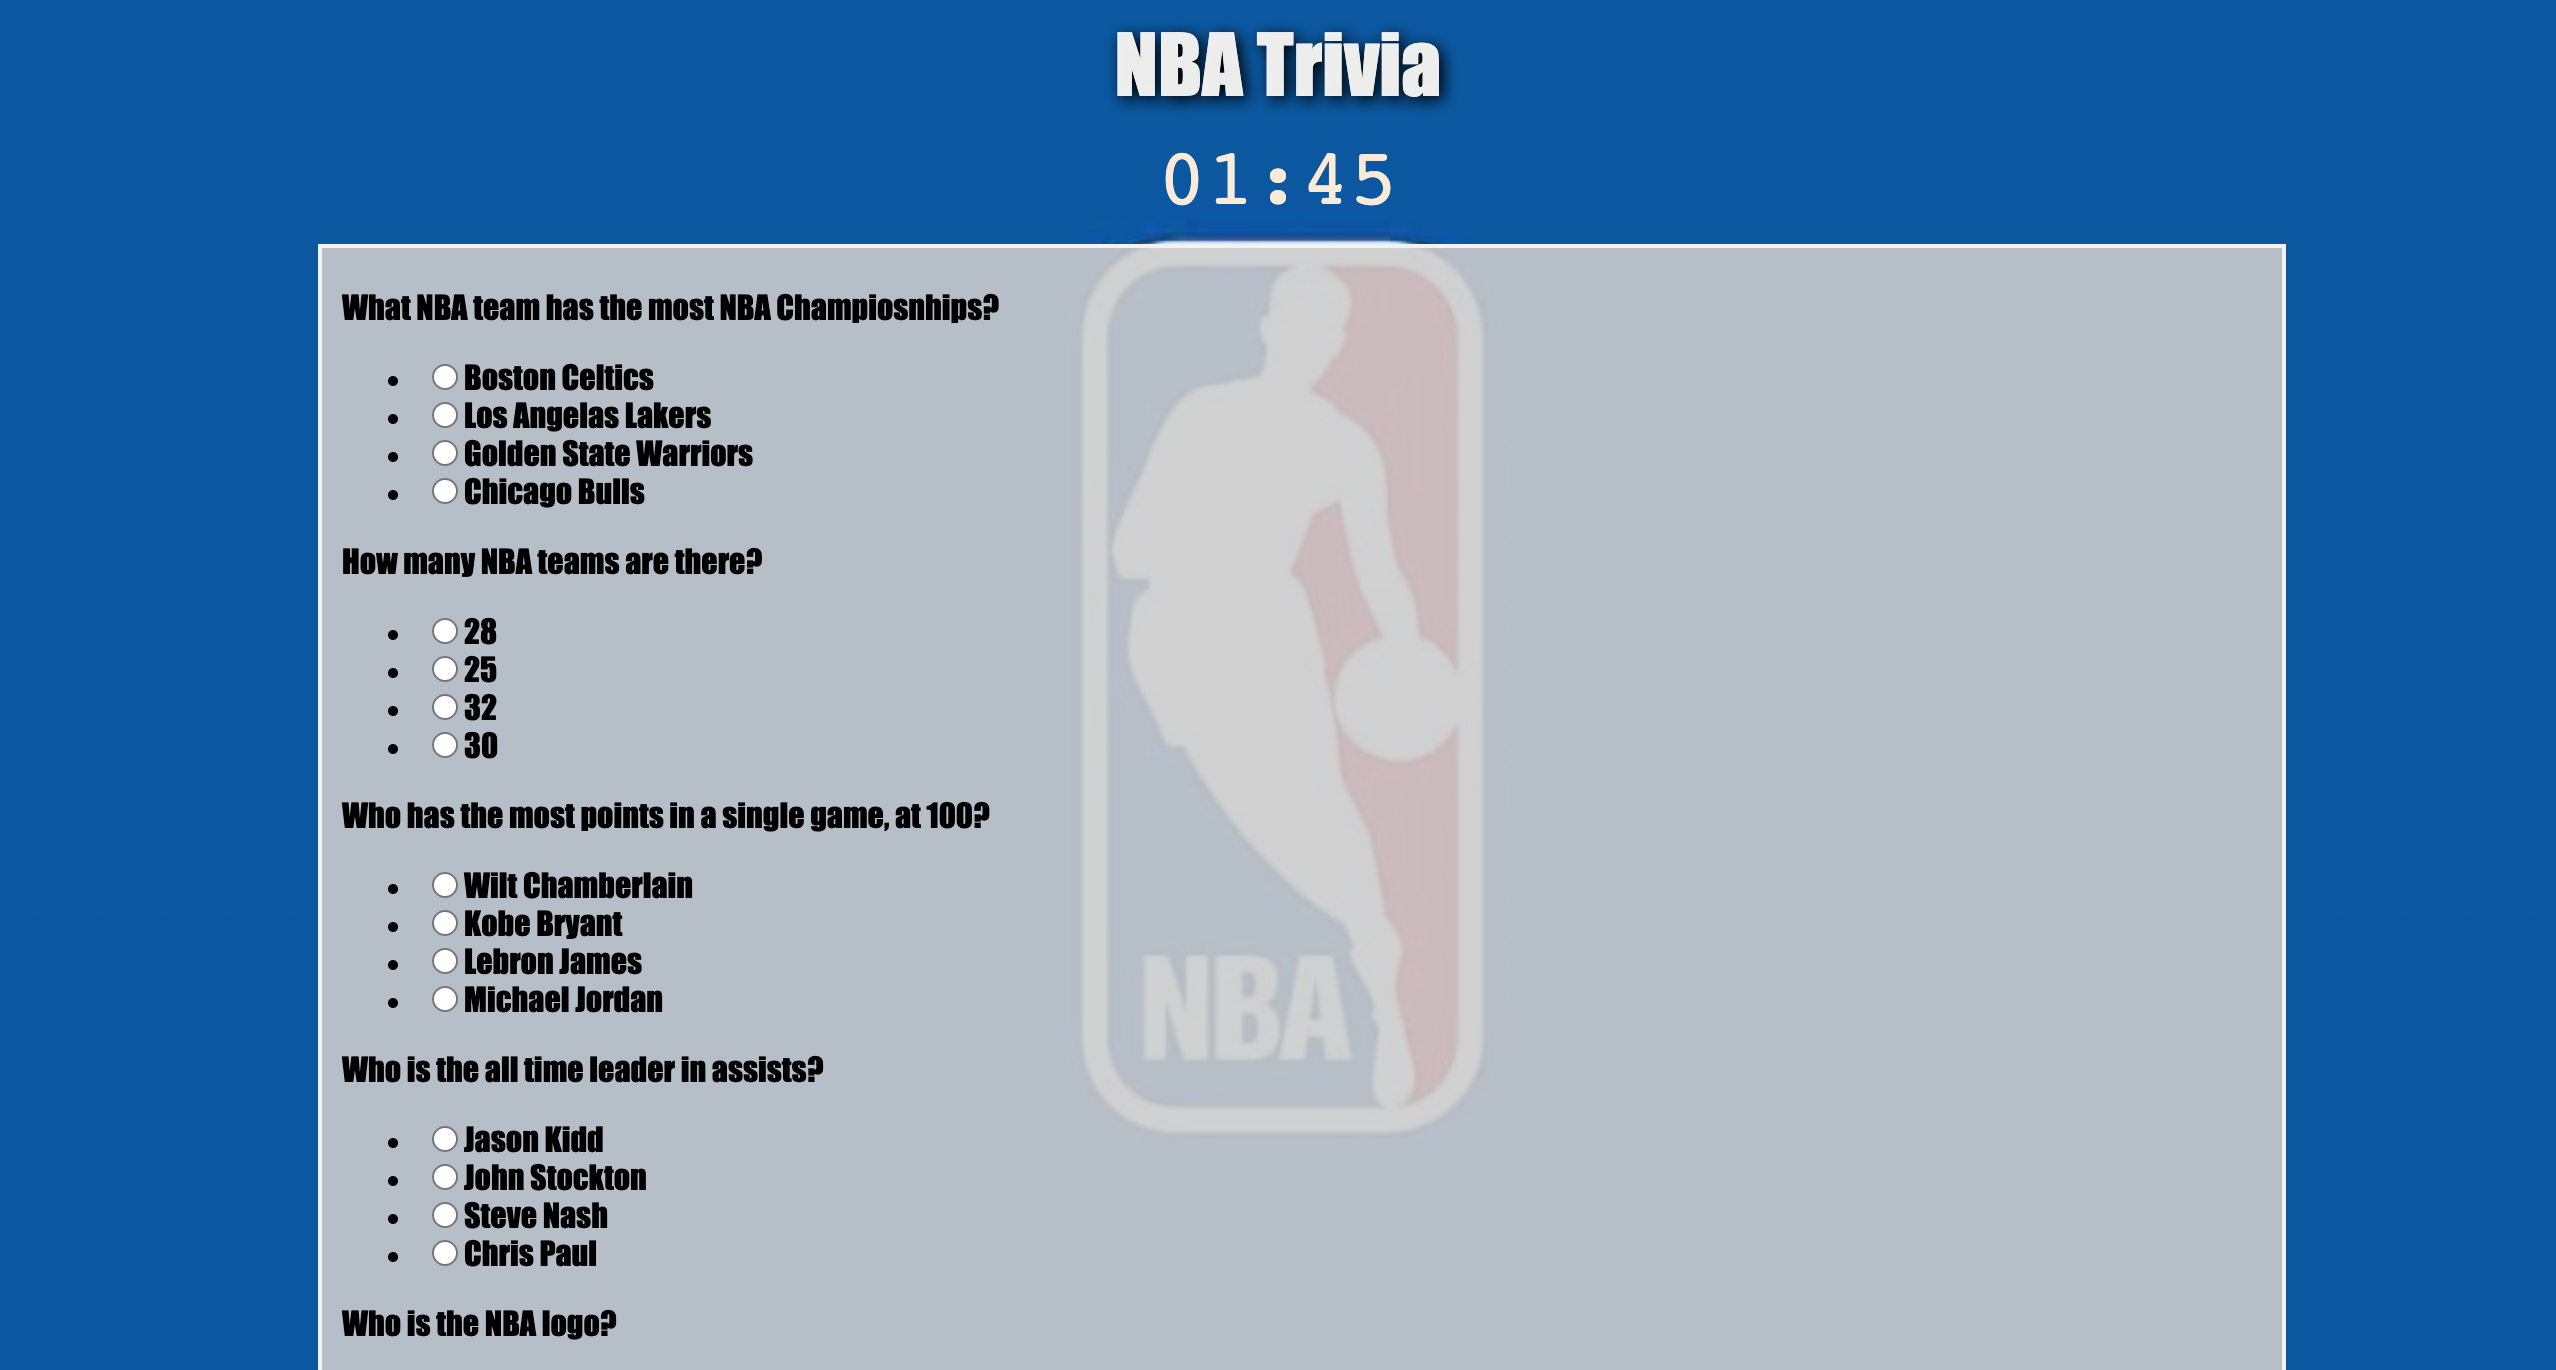 NBA Trivia
01:45
What NBA team has the most NBA Champiosnhips?
Boston Celtics
Los Angelas Lakers
Golden State Warriors
Chicago Bulls
How many NBA teams are there?
28
25
32
30
Who has the most points in a single game, at 100?
Wilt Chamberlain
Kobe Bryant
Lebron James
Michael Jordan
NBA
Who is the all time leader in assists?
Jason Kidd
John Stockton
Steve Nash
Chris Paul
Who is the NBA logo?